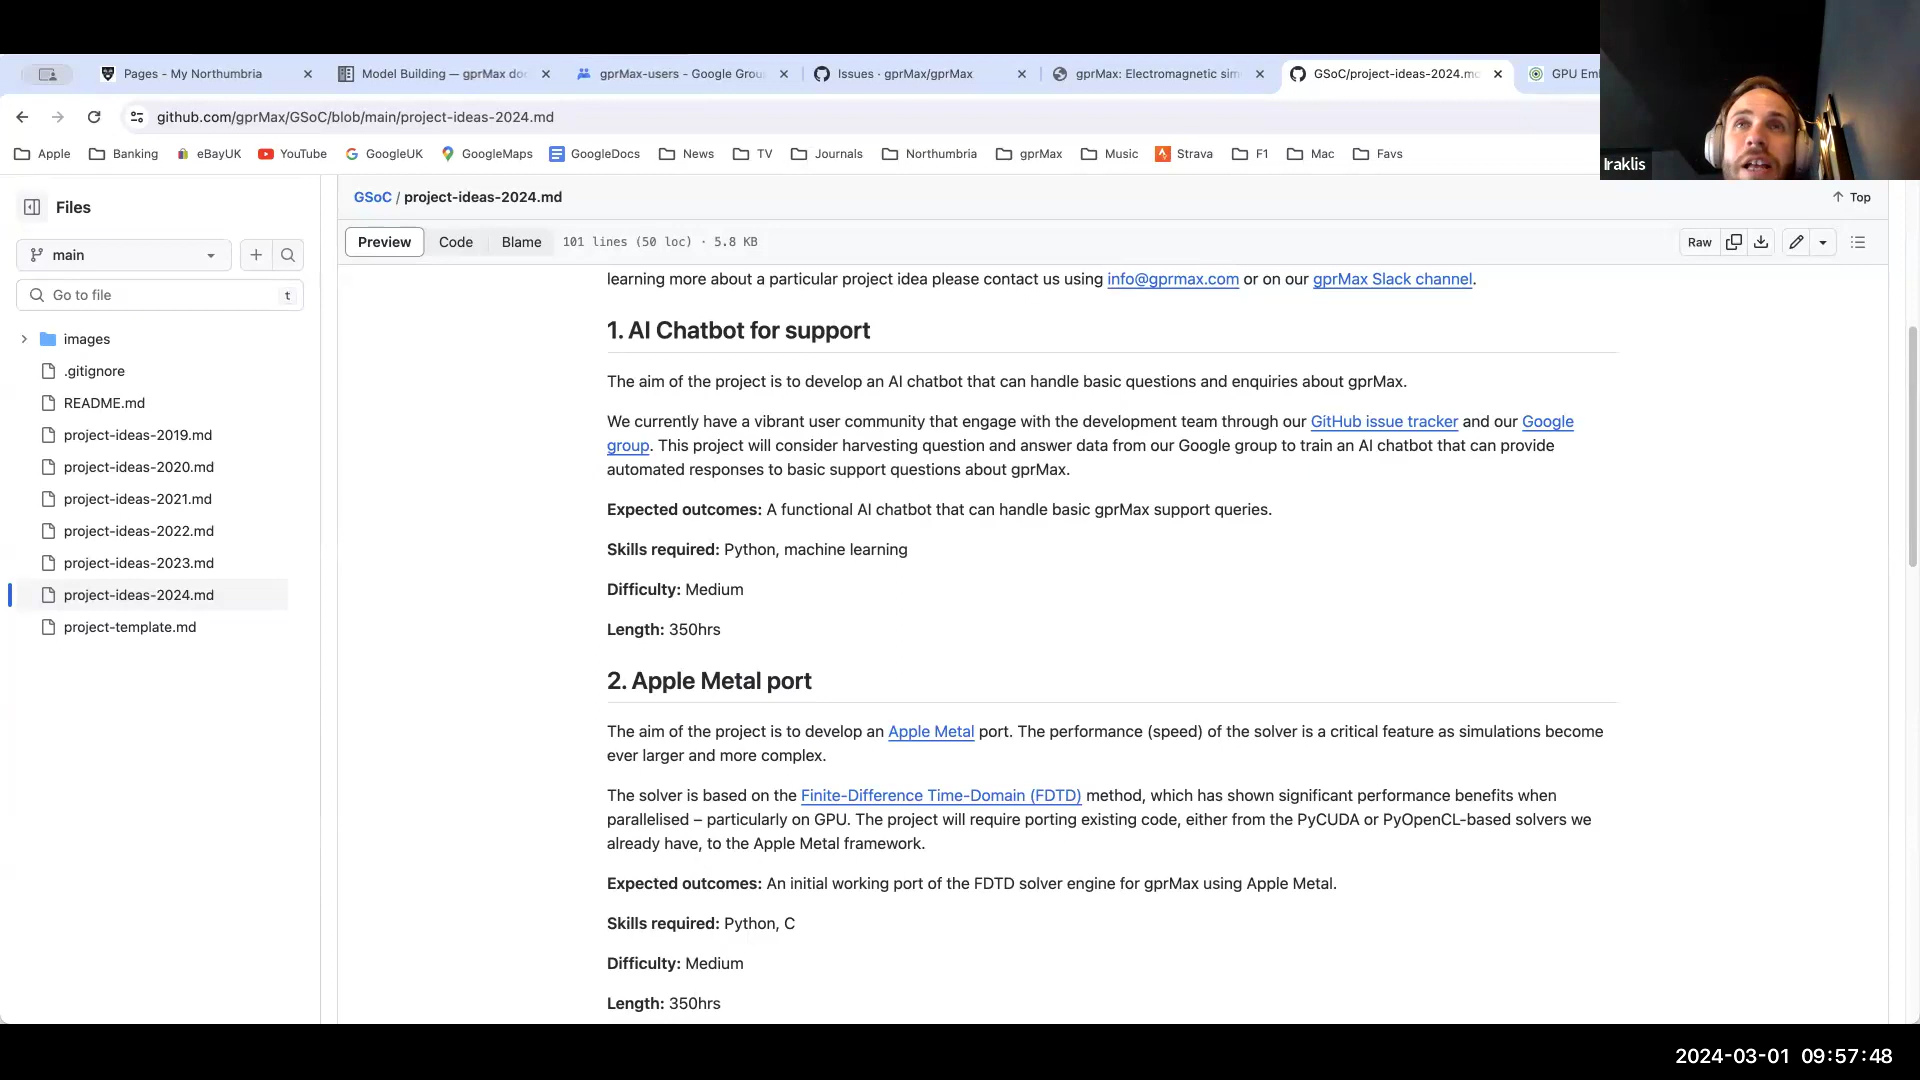 Pages - My Northumbria
Model Building — gprMax doc
gprMax-users - Google Grou
Issues · gprMax/gprMax
gprMax: Electromagnetic sim
GSoC/project-ideas-2024.md
GPU Em
github.com/gprMax/GSoC/blob/main/project-ideas-2024.md
Apple Banking eBayUK YouTube GoogleUK GoogleMaps GoogleDocs News TV Journals Northumbria gprMax Music Strava F1 Mac Favs
Iraklis
Files
main
Go to file t
images
.gitignore
README.md
project-ideas-2019.md
project-ideas-2020.md
project-ideas-2021.md
project-ideas-2022.md
project-ideas-2023.md
project-ideas-2024.md
project-template.md
GSoC / project-ideas-2024.md
Top
Preview Code Blame 101 lines (50 loc) · 5.8 KB
Raw
learning more about a particular project idea please contact us using info@gprmax.com or on our gprMax Slack channel.
1. AI Chatbot for support
The aim of the project is to develop an AI chatbot that can handle basic questions and enquiries about gprMax.
We currently have a vibrant user community that engage with the development team through our GitHub issue tracker and our Google
group. This project will consider harvesting question and answer data from our Google group to train an AI chatbot that can provide
automated responses to basic support questions about gprMax.
Expected outcomes: A functional AI chatbot that can handle basic gprMax support queries.
Skills required: Python, machine learning
Difficulty: Medium
Length: 350hrs
2. Apple Metal port
The aim of the project is to develop an Apple Metal port. The performance (speed) of the solver is a critical feature as simulations become
ever larger and more complex.
The solver is based on the Finite-Difference Time-Domain (FDTD) method, which has shown significant performance benefits when
parallelised – particularly on GPU. The project will require porting existing code, either from the PyCUDA or PyOpenCL-based solvers we
already have, to the Apple Metal framework.
Expected outcomes: An initial working port of the FDTD solver engine for gprMax using Apple Metal.
Skills required: Python, C
Difficulty: Medium
Length: 350hrs
2024-03-01 09:57:48